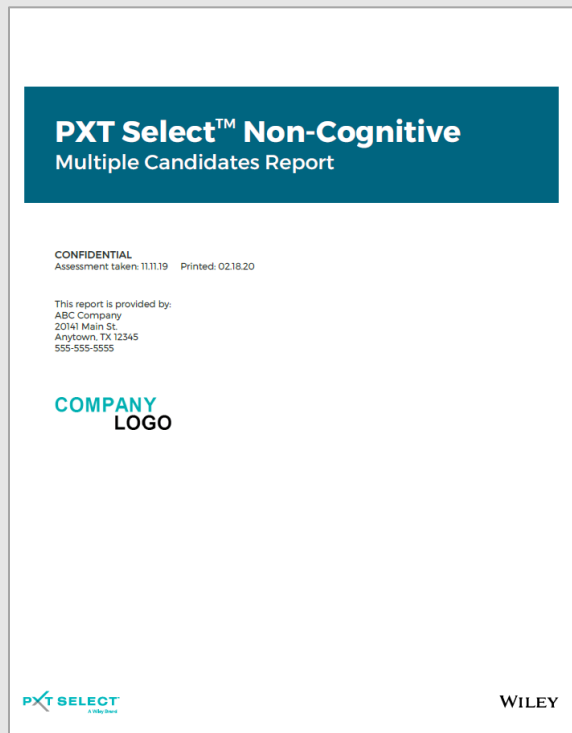 PXT Select™ Non-Cognitive
Multiple Candidates Report
CONFIDENTIAL
Assessment taken: 11.11.19 Printed: 02.18.20
This report is provided by:
ABC Company
20141 Main St.
Anytown, TX 12345
555-555-5555
COMPANY
LOGO
PXT SELECT™
A Wiley Brand
WILEY